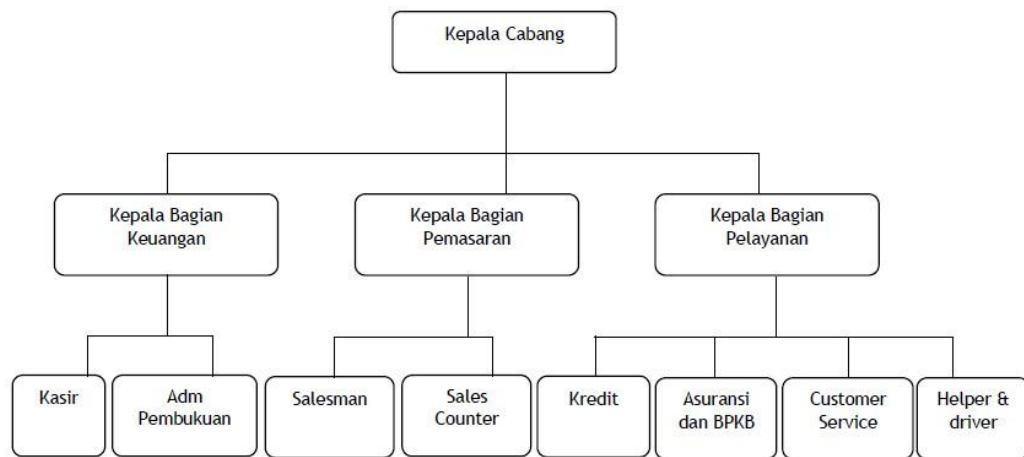 Kepala Cabang
Kepala Bagian
Keuangan
Kepala Bagian
Pemasaran
Kepala Bagian
Pelayanan
Kasir
Adm
Pembukuan
Salesman
Sales
Counter
Kredit
Asuransi
dan BPKB
Customer
Service
Helper &
driver